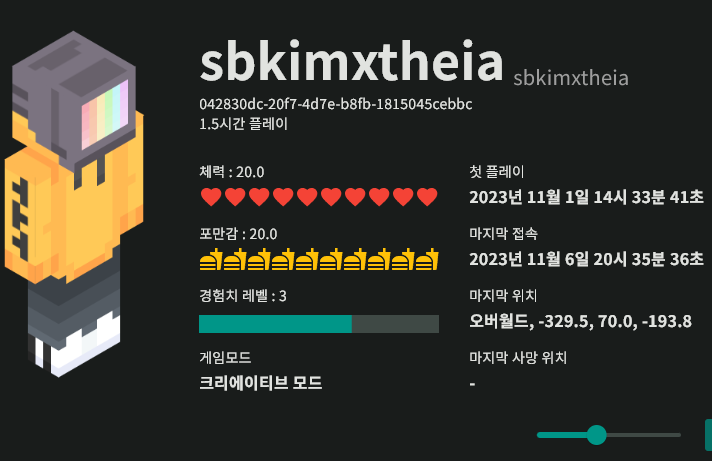 sbkimxtheia sbkimxtheia
042830dc-20f7-4d7e-b8fb-1815045cebbc
1.5시간 플레이
체력 : 20.0
포만감 : 20.0
경험치 레벨 : 3
게임모드
크리에이티브 모드
첫 플레이
2023년 11월 1일 14시 33분 41초
마지막 접속
2023년 11월 6일 20시 35분 36초
마지막 위치
오버월드, -329.5, 70.0, -193.8
마지막 사망 위치
-